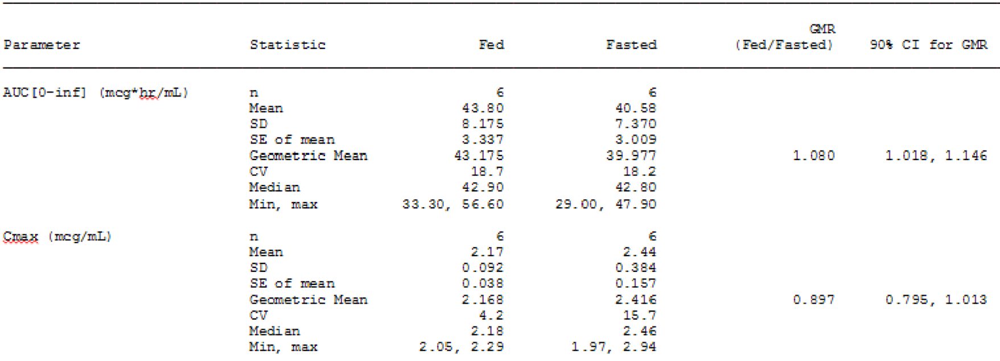 GMR
Parameter Statistic Fed Fasted (Fed/Fasted) 90% CI for GMR
AUC[0-inf] (mcg*hr/mL) n 6 6
Mean 43.80 40.58
SD 8.175 7.370
SE of mean 3.337 3.009
Geometric Mean 43.175 39.977 1.080 1.018, 1.146
CV 18.7 18.2
Median 42.90 42.80
Min, max 33.30, 56.60 29.00, 47.90
Cmax (mcg/mL) n 6 6
Mean 2.17 2.44
SD 0.092 0.384
SE of mean 0.038 0.157
Geometric Mean 2.168 2.416 0.897 0.795, 1.013
CV 4.2 15.7
Median 2.18 2.46
Min, max 2.05, 2.29 1.97, 2.94